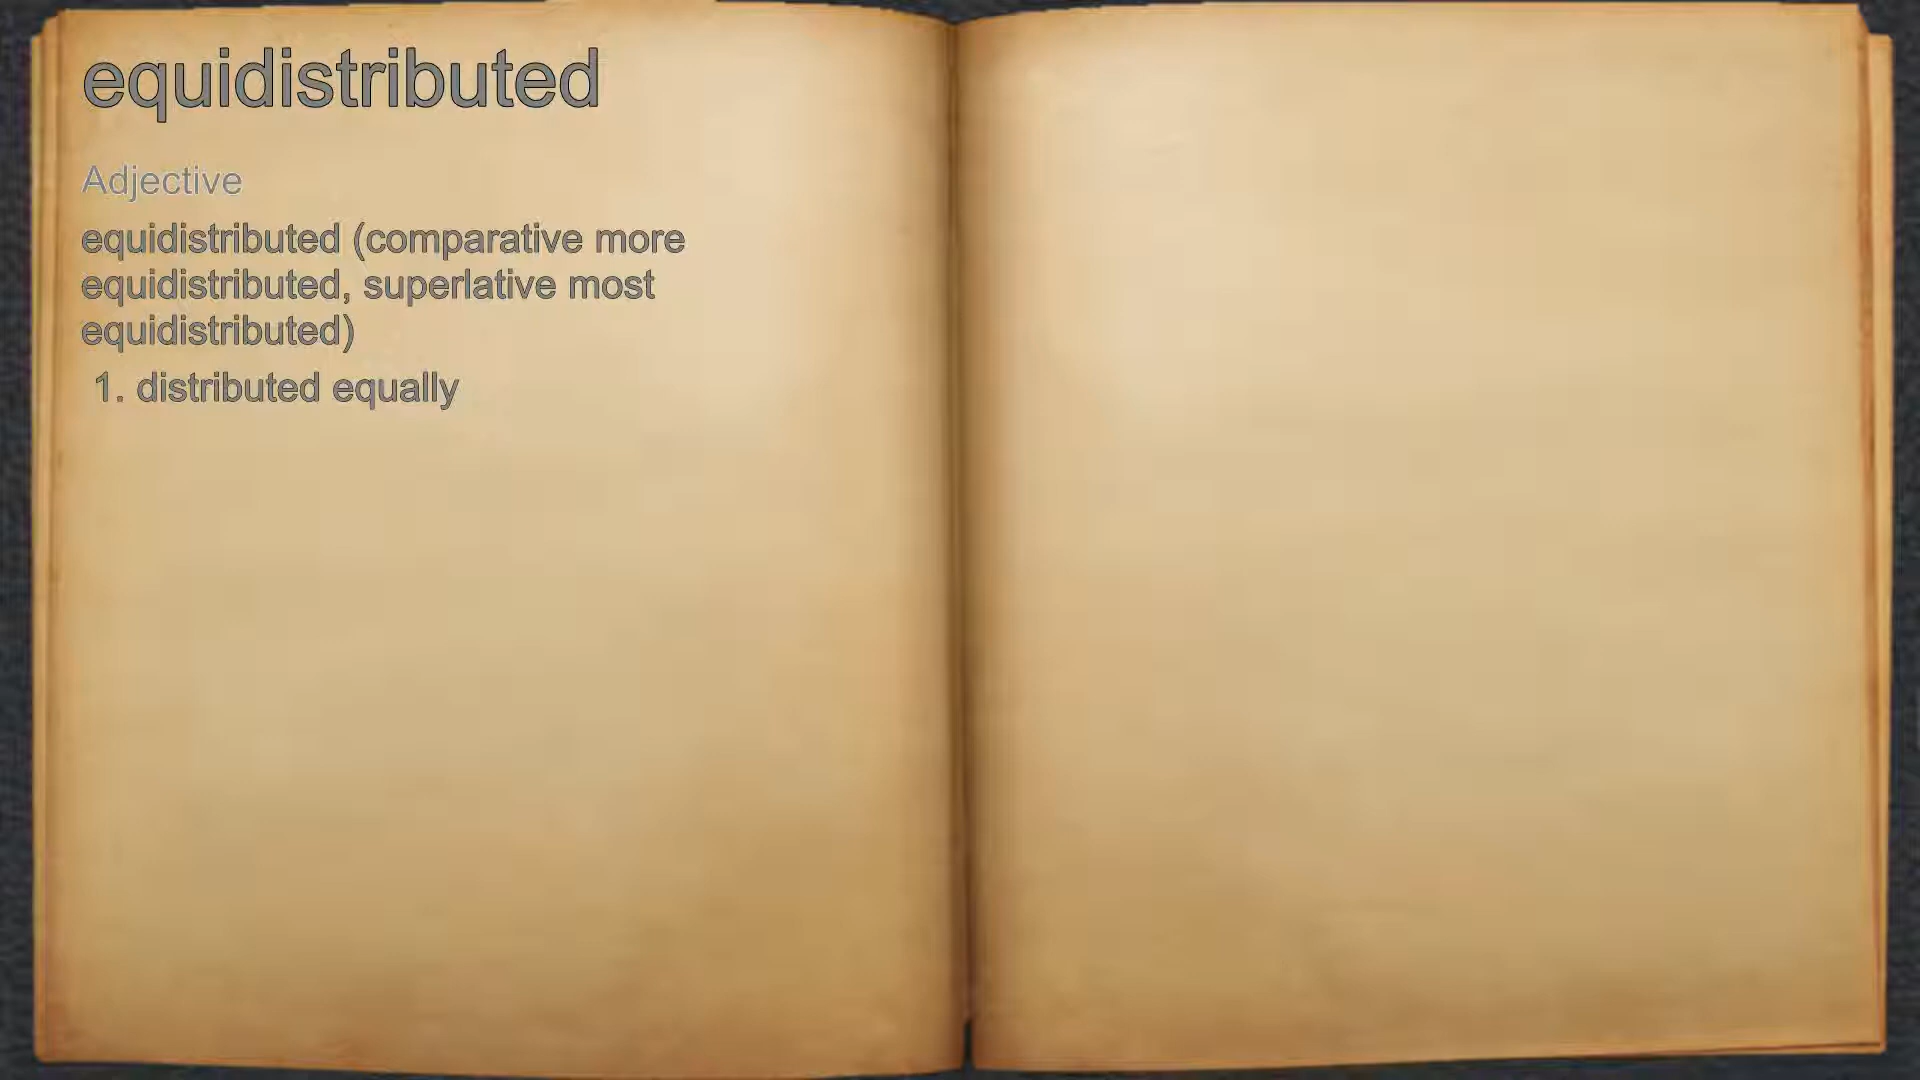 equidistributed
Adjective
equidistributed (comparative more
equidistributed, superlative most
equidistributed)
1. distributed equally